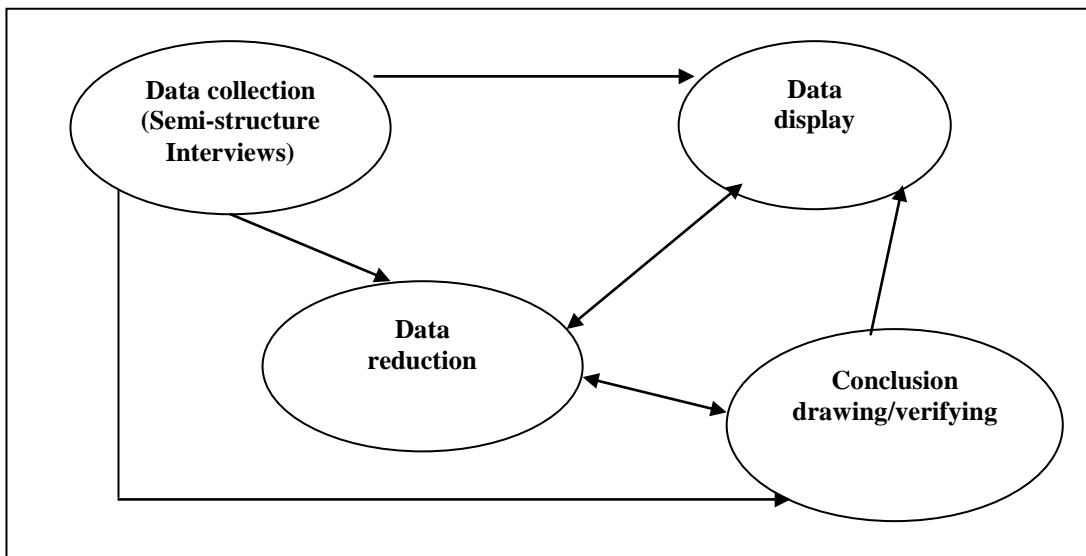 Data collection
(Semi-structure
Interviews)
Data
display
Data
reduction
Conclusion
drawing/verifying